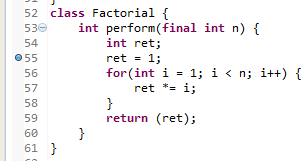 52 class Factorial {
53     int perform(final int n) {
54         int ret;
55         ret = 1;
56         for(int i = 1; i < n; i++) {
57             ret *= i;
58         }
59         return (ret);
60     }
61 }